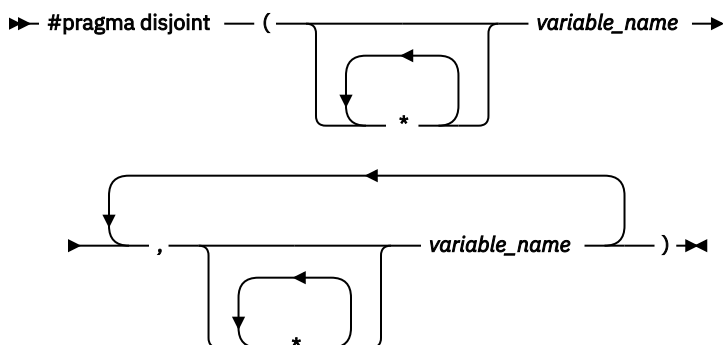 #pragma disjoint ( variable_name
*
, variable_name )
*